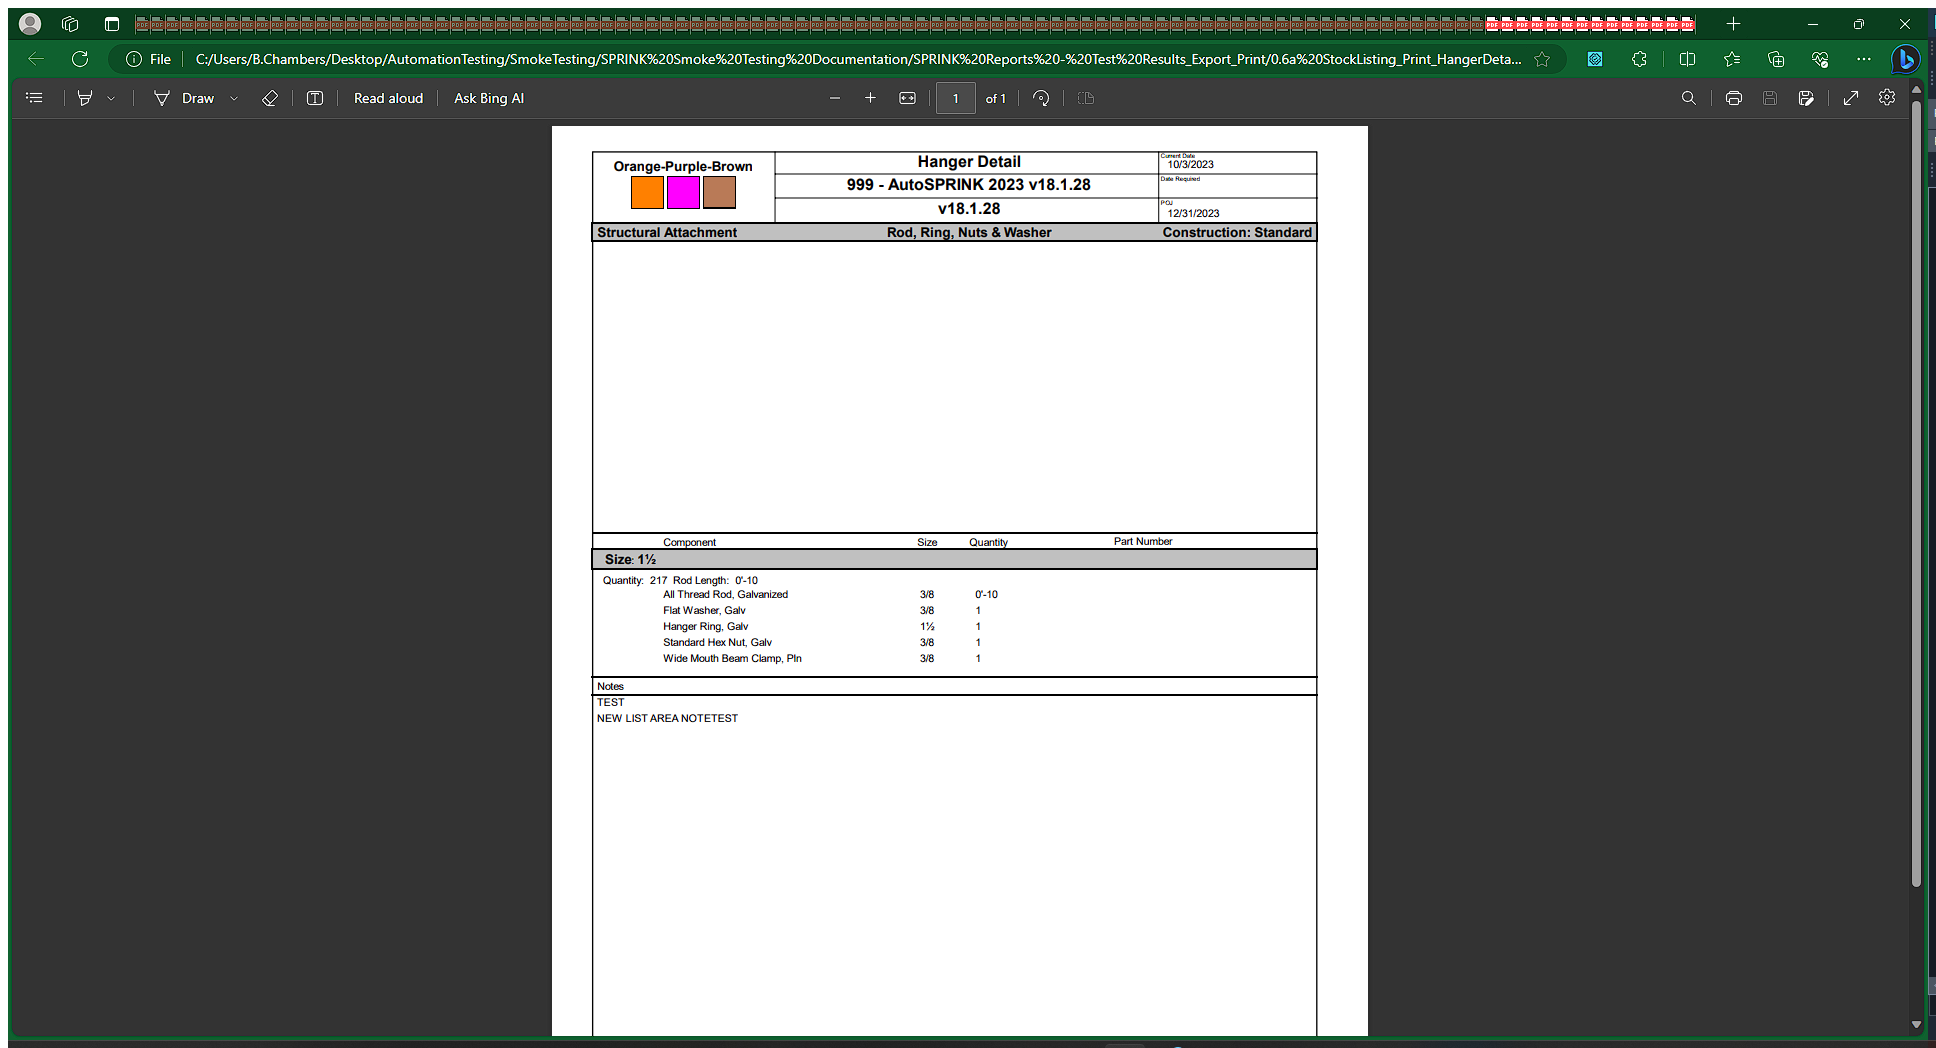 File
C:/Users/B.Chambers/Desktop/AutomationTesting/SmokeTesting/SPRINK%20Smoke%20Testing%20Documentation/SPRINK%20Reports%20-%20Test%20Results_Export_Print/0.6a%20StockListing_Print_HangerDeta...
Draw
Read aloud
Ask Bing AI
1 of 1
Orange-Purple-Brown
Hanger Detail
999 - AutoSPRINK 2023 v18.1.28
v18.1.28
Current Date
10/3/2023
Date Required
POJ
12/31/2023
Structural Attachment Rod, Ring, Nuts & Washer Construction: Standard
Component Size Quantity Part Number
Size: 1½
Quantity: 217 Rod Length: 0'-10
All Thread Rod, Galvanized 3/8 0'-10
Flat Washer, Galv 3/8 1
Hanger Ring, Galv 1½ 1
Standard Hex Nut, Galv 3/8 1
Wide Mouth Beam Clamp, Pln 3/8 1
Notes
TEST
NEW LIST AREA NOTETEST